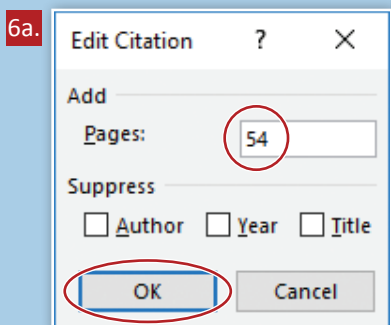 6a.
Edit Citation ? ×
Add
Pages: 54
Suppress
Author Year Title
OK Cancel